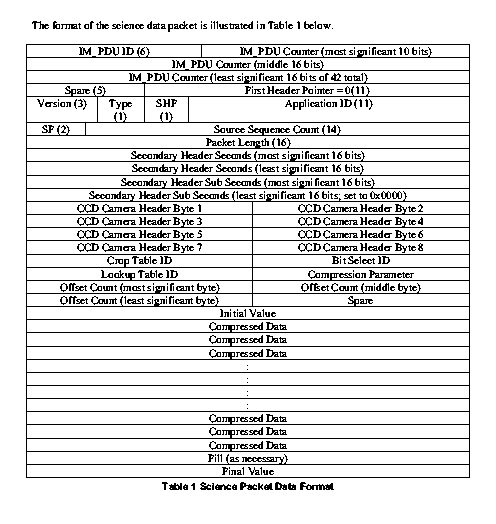 The format of the science data packet is illustrated in Table 1 below.
IM_PDU ID (6) IM_PDU Counter (most significant 10 bits)
IM_PDU Counter (middle 16 bits)
IM_PDU Counter (least significant 16 bits of 42 total)
Spare (5) First Header Pointer = 0(11)
Version (3) Type (1) SHF (1) Application ID (11)
SF (2) Source Sequence Count (14)
Packet Length (16)
Secondary Header Seconds (most significant 16 bits)
Secondary Header Seconds (least significant 16 bits)
Secondary Header Sub Seconds (most significant 16 bits)
Secondary Header Sub Seconds (least significant 16 bits; set to 0x0000)
CCD Camera Header Byte 1 CCD Camera Header Byte 2
CCD Camera Header Byte 3 CCD Camera Header Byte 4
CCD Camera Header Byte 5 CCD Camera Header Byte 6
CCD Camera Header Byte 7 CCD Camera Header Byte 8
Crop Table ID Bit Select ID
Lookup Table ID Compression Parameter
Offset Count (most significant byte) Offset Count (middle byte)
Offset Count (least significant byte) Spare
Initial Value
Compressed Data
Compressed Data
Compressed Data
:
:
:
:
Compressed Data
Compressed Data
Compressed Data
Fill (as necessary)
Final Value
Table 1 Science Packet Data Format